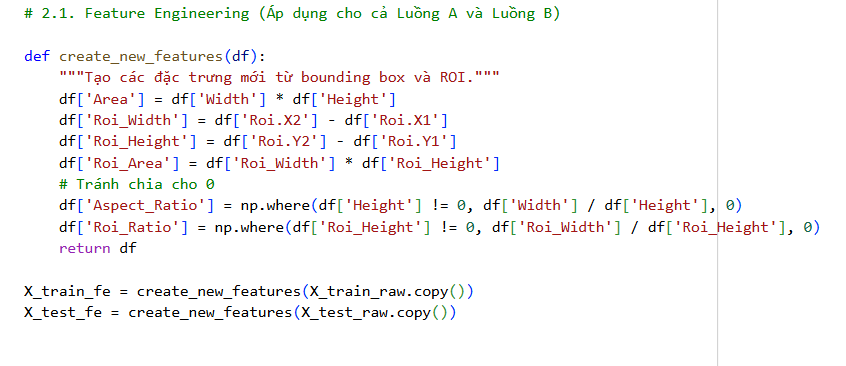 # 2.1. Feature Engineering (Áp dụng cho cả Luồng A và Luồng B)
def create_new_features(df):
"""Tạo các đặc trưng mới từ bounding box và ROI."""
df['Area'] = df['Width'] * df['Height']
df['Roi_Width'] = df['Roi.X2'] - df['Roi.X1']
df['Roi_Height'] = df['Roi.Y2'] - df['Roi.Y1']
df['Roi_Area'] = df['Roi_Width'] * df['Roi_Height']
# Tránh chia cho 0
df['Aspect_Ratio'] = np.where(df['Height'] != 0, df['Width'] / df['Height'], 0)
df['Roi_Ratio'] = np.where(df['Roi_Height'] != 0, df['Roi_Width'] / df['Roi_Height'], 0)
return df
X_train_fe = create_new_features(X_train_raw.copy())
X_test_fe = create_new_features(X_test_raw.copy())